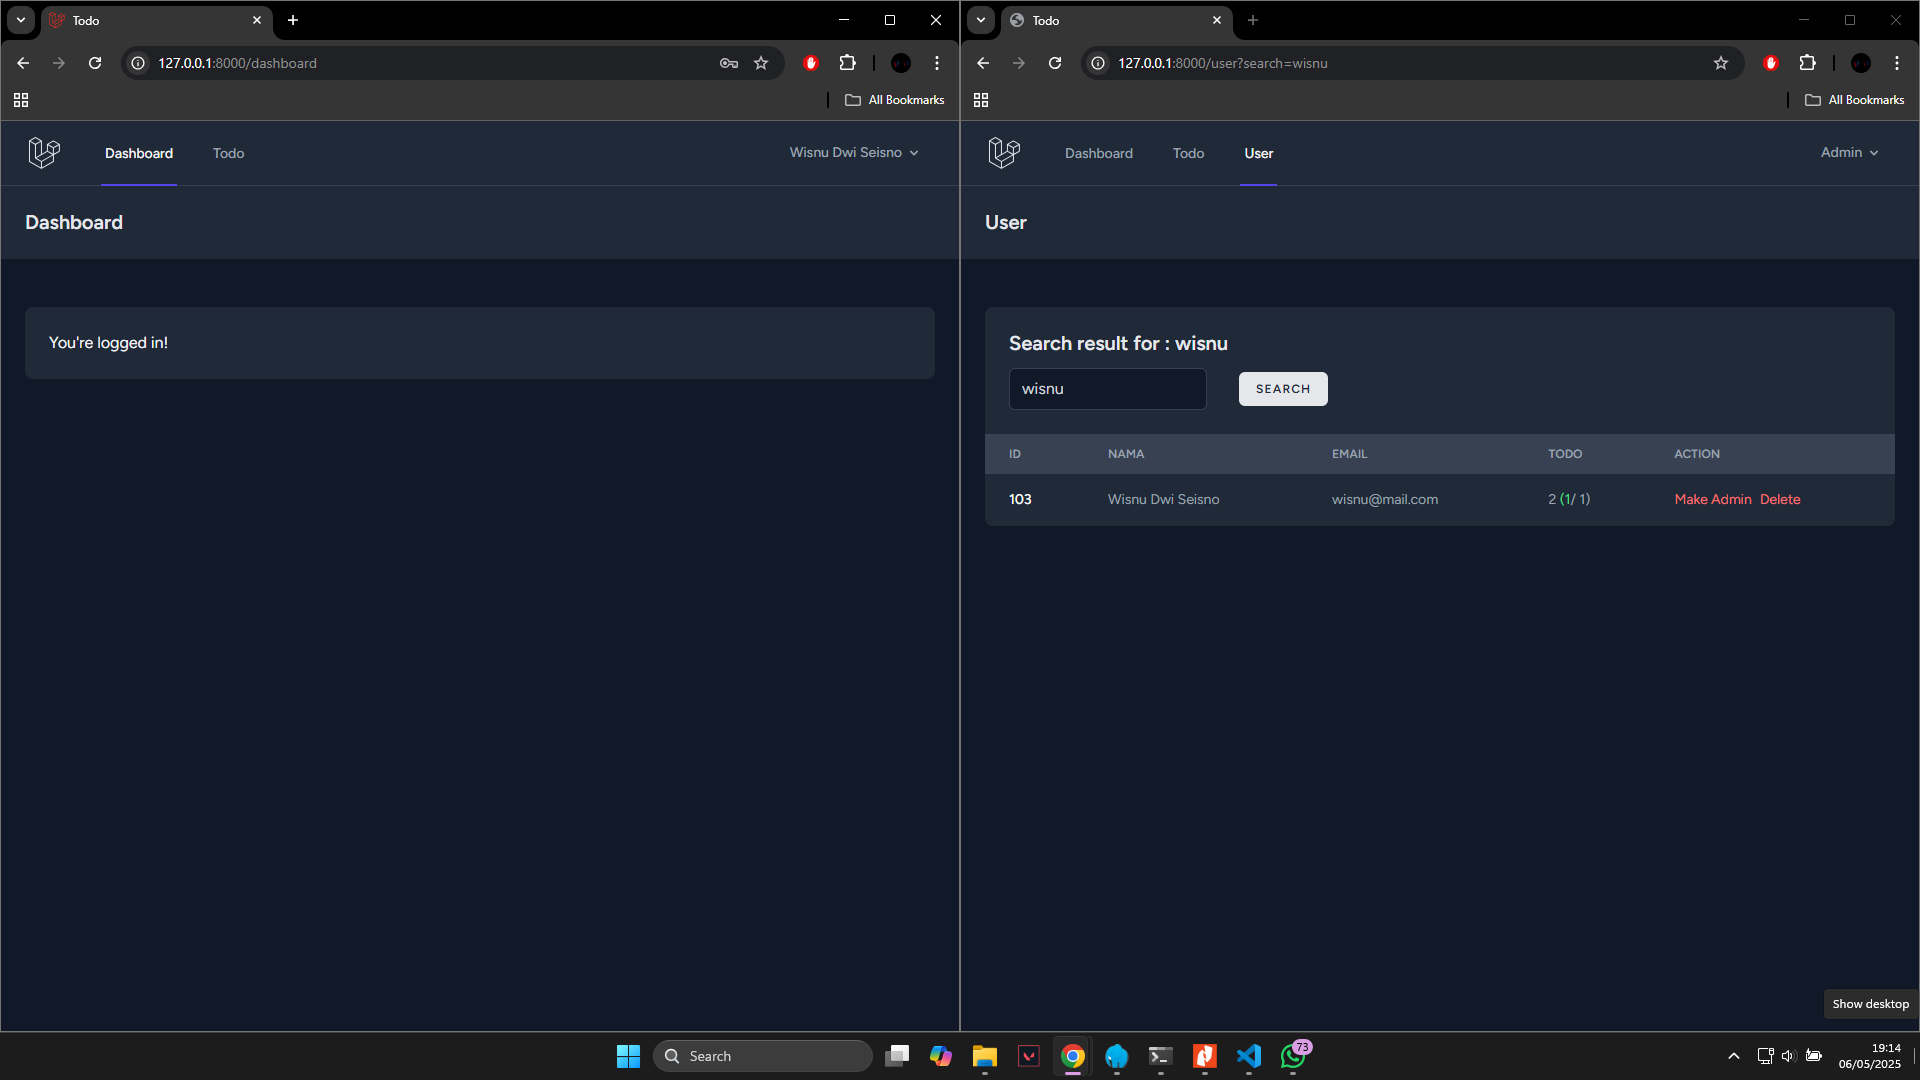 Todo
127.0.0.1:8000/dashboard
All Bookmarks
Dashboard Todo Wisnu Dwi Seisno
Dashboard
You're logged in!
Todo
127.0.0.1:8000/user?search=wisnu
All Bookmarks
Dashboard Todo User Admin
User
Search result for : wisnu
wisnu SEARCH
ID NAMA EMAIL TODO ACTION
103 Wisnu Dwi Seisno wisnu@mail.com 2 (1/ 1) Make Admin Delete
Show desktop
Search
73
19:14
06/05/2025